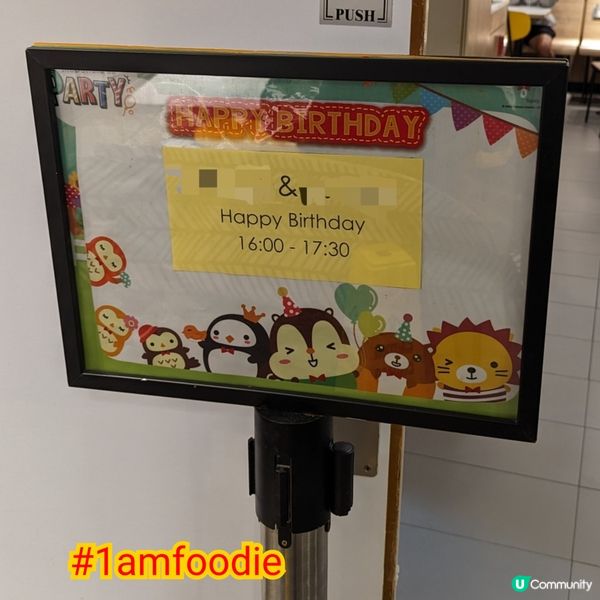 PUSH
PARTY
HAPPY BIRTHDAY
&
Happy Birthday
16:00 - 17:30
#1amfoodie
U Community